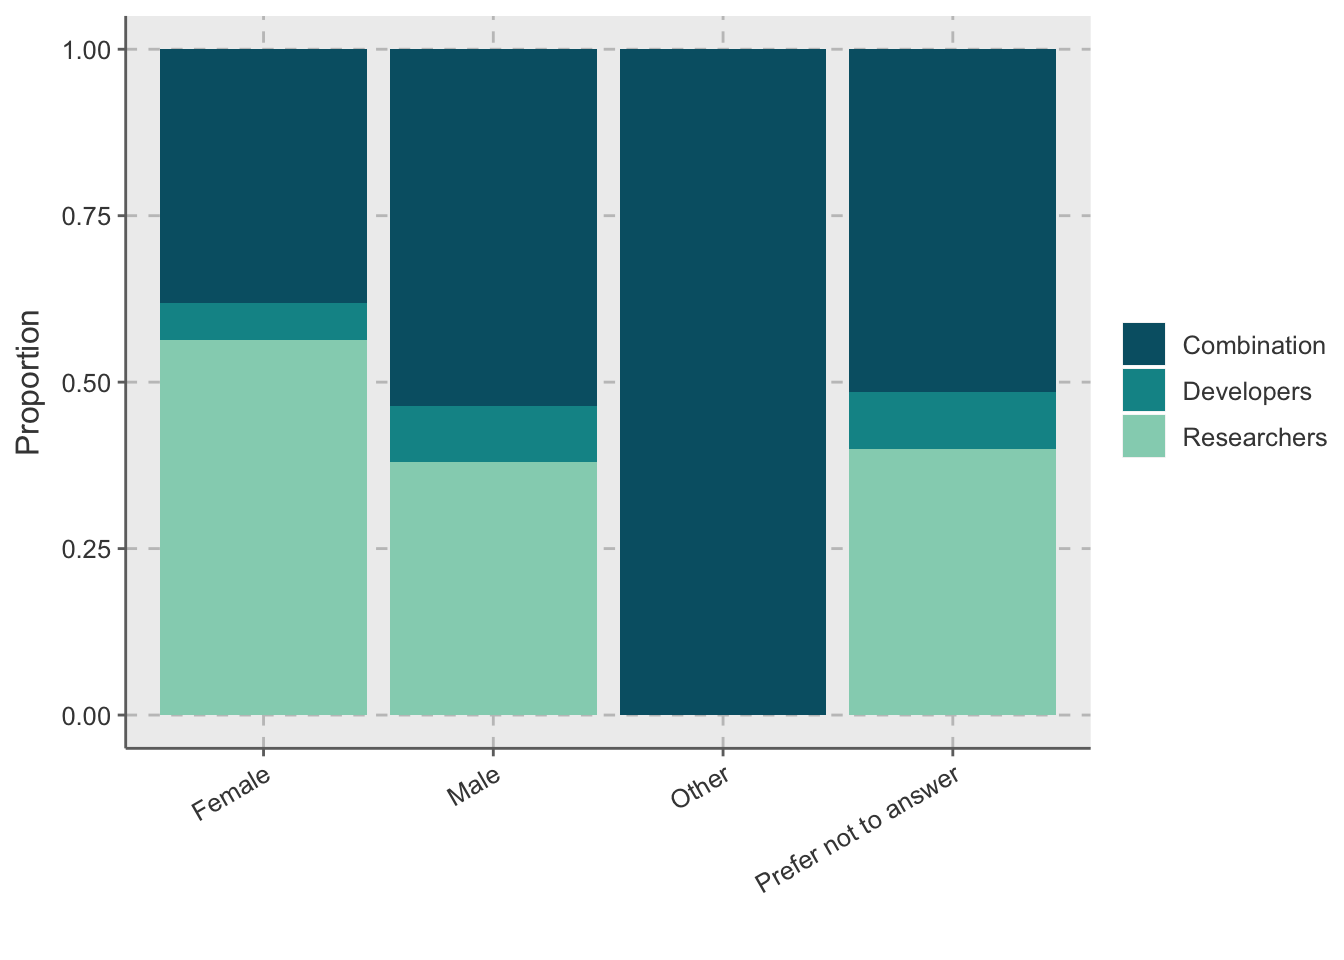 Proportion
1.00
0.75
0.50
0.25
0.00
Female
Male
Other
Prefer not to answer
Combination
Developers
Researchers